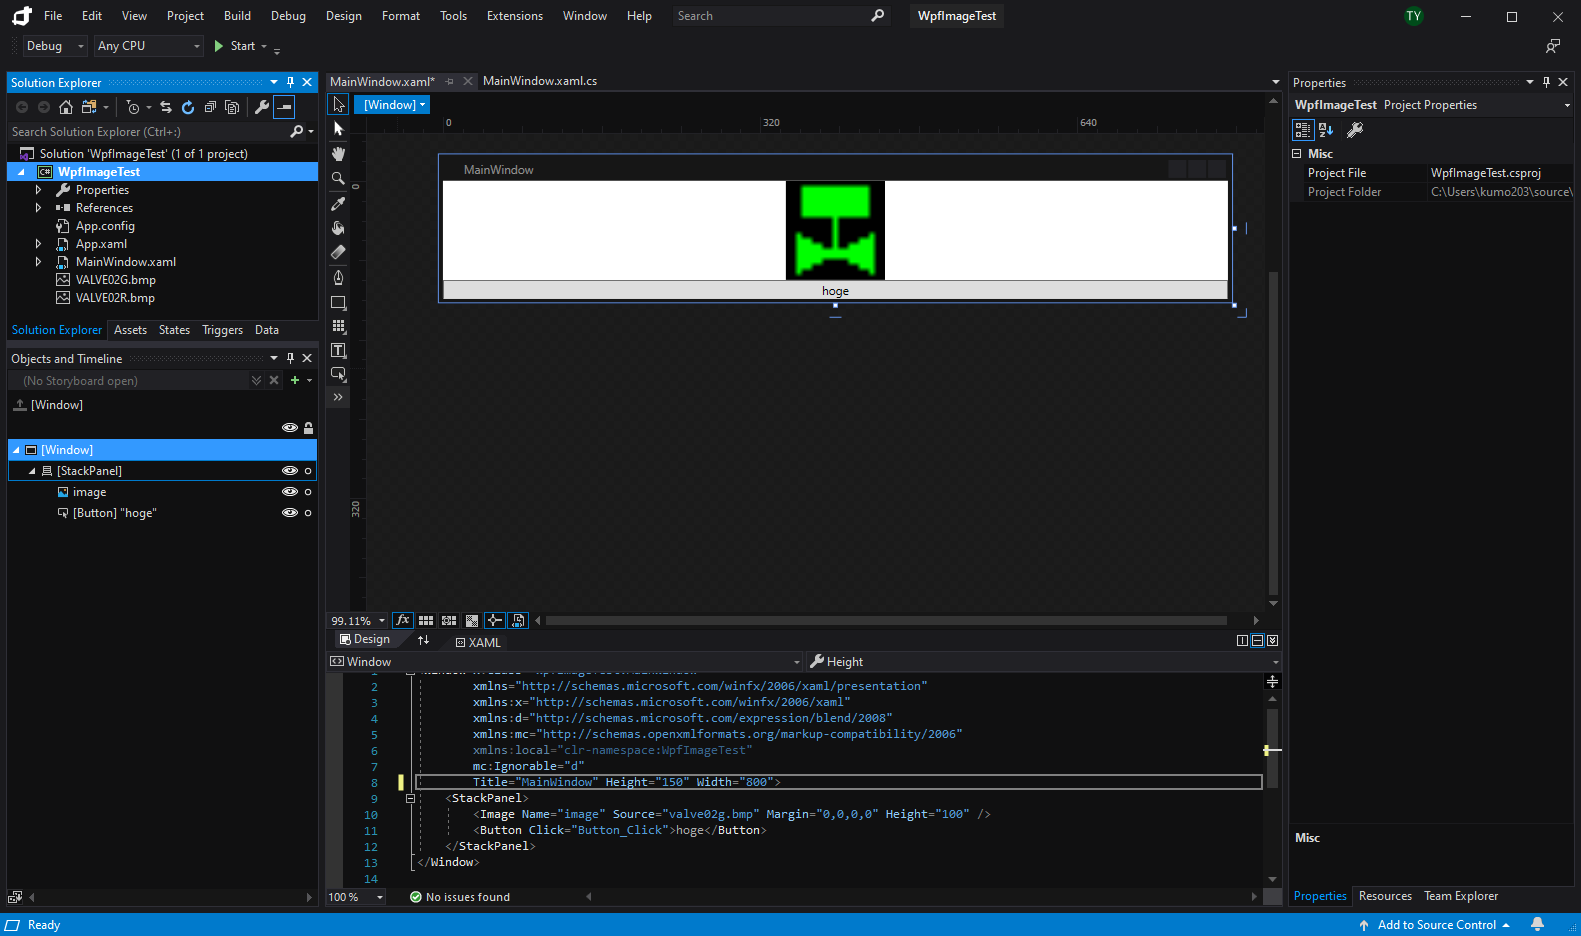 File Edit View Project Build Debug Design Format Tools Extensions Window Help Search WpfImageTest TY
Debug Any CPU Start
Solution Explorer
Search Solution Explorer (Ctrl+:)
Solution 'WpfImageTest' (1 of 1 project)
C# WpfImageTest
Properties
References
App.config
App.xaml
MainWindow.xaml
VALVE02G.bmp
VALVE02R.bmp
Solution Explorer Assets States Triggers Data
Objects and Timeline
(No Storyboard open)
[Window]
[Window]
[StackPanel]
image
[Button] "hoge"
MainWindow.xaml* MainWindow.xaml.cs
[Window]
0 320 640
0
320
MainWindow
hoge
99.11% fx
Design XAML
Window Height
2 xmlns="http://schemas.microsoft.com/winfx/2006/xaml/presentation"
3 xmlns:x="http://schemas.microsoft.com/winfx/2006/xaml"
4 xmlns:d="http://schemas.microsoft.com/expression/blend/2008"
5 xmlns:mc="http://schemas.openxmlformats.org/markup-compatibility/2006"
6 xmlns:local="clr-namespace:WpfImageTest"
7 mc:Ignorable="d"
8 Title="MainWindow" Height="150" Width="800">
9 <StackPanel>
10 <Image Name="image" Source="valve02g.bmp" Margin="0,0,0,0" Height="100" />
11 <Button Click="Button_Click">hoge</Button>
12 </StackPanel>
13 </Window>
14
100 % No issues found
Properties
WpfImageTest Project Properties
Misc
Project File WpfImageTest.csproj
Project Folder C:\Users\kumo203\source\
Misc
Properties Resources Team Explorer
Ready Add to Source Control